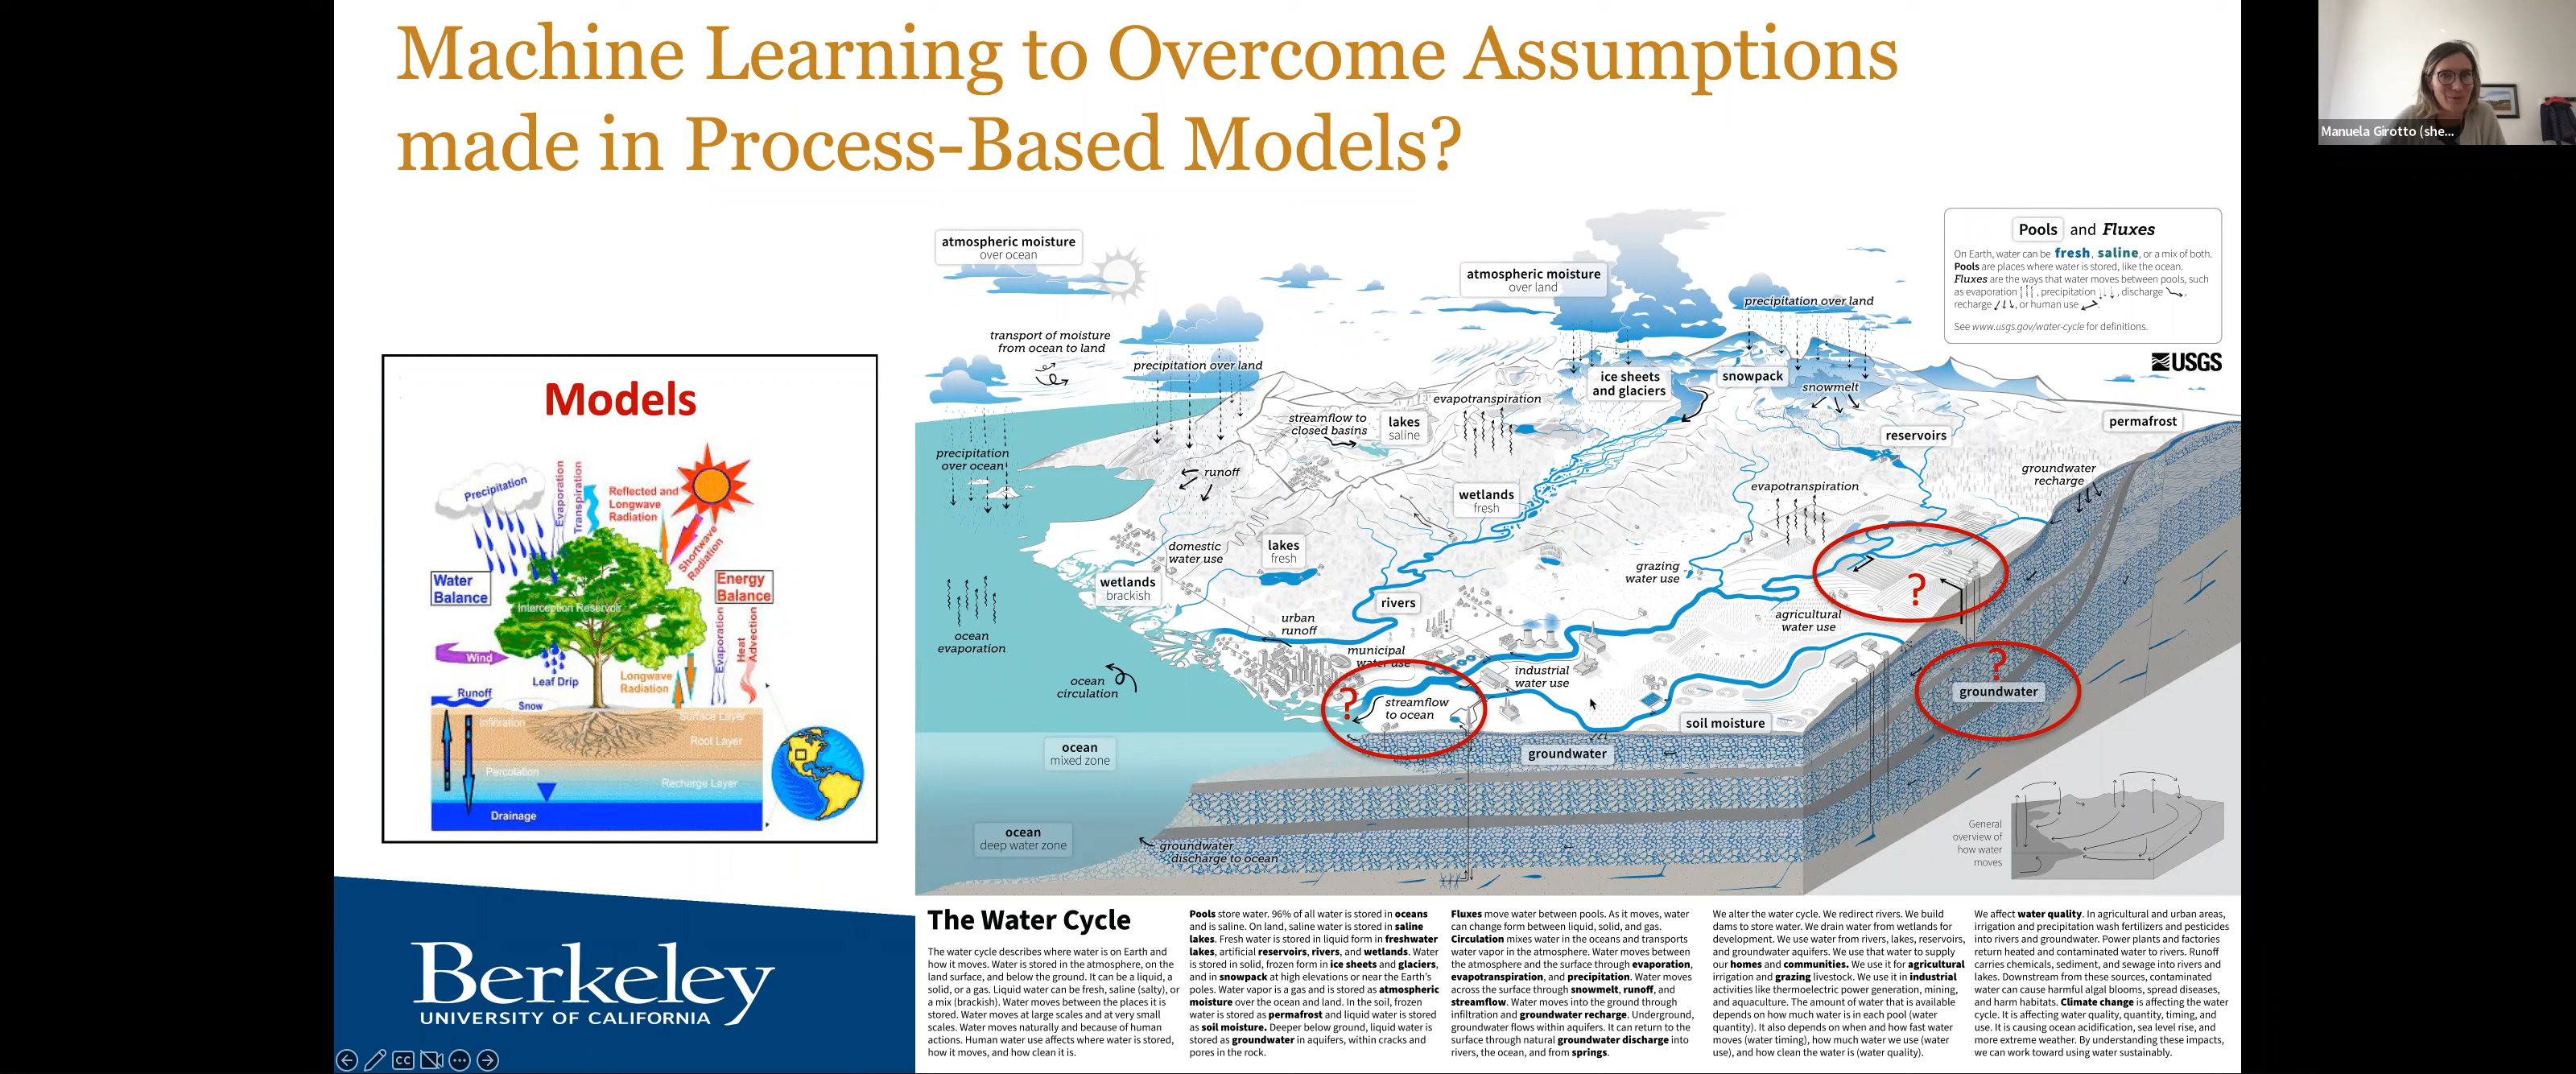 Machine Learning to Overcome Assumptions
made in Process-Based Models?
Manuela Girotto (she...
Models
Precipitation
Evaporation
Transpiration
Reflected and
Longwave
Radiation
Shortwave
Radiation
Water
Balance
Interception Reservoir
Energy
Balance
Wind
Leaf Drip
Longwave
Radiation
Evaporation
Heat
Advection
Runoff
Snow
Infiltration
Surface Layer
Root Layer
Percolation
Recharge Layer
Drainage
atmospheric moisture
over ocean
atmospheric moisture
over land
precipitation over land
transport of moisture
from ocean to land
precipitation over land
Pools and Fluxes
On Earth, water can be fresh, saline, or a mix of both.
Pools are places where water is stored, like the ocean.
Fluxes are the ways that water moves between pools, such
as evaporation, precipitation, discharge,
recharge, or human use
See www.usgs.gov/water-cycle for definitions.
USGS
ice sheets
and glaciers
snowpack
snowmelt
evapotranspiration
streamflow to
closed basins
lakes
saline
reservoirs
permafrost
precipitation
over ocean
runoff
groundwater
recharge
wetlands
fresh
evapotranspiration
domestic
water use
lakes
fresh
grazing
water use
?
wetlands
brackish
rivers
agricultural
water use
ocean
evaporation
urban
runoff
municipal
water use
industrial
water use
?
groundwater
ocean
circulation
?
streamflow
to ocean
soil moisture
ocean
mixed zone
groundwater
ocean
deep water zone
groundwater
discharge to ocean
General
overview of
how water
moves
The Water Cycle
The water cycle describes where water is on Earth and
how it moves. Water is stored in the atmosphere, on the
land surface, and below the ground. It can be a liquid, a
solid, or a gas. Liquid water can be fresh, saline (salty), or
a mix (brackish). Water moves between the places it is
stored. Water moves at large scales and at very small
scales. Water moves naturally and because of human
actions. Human water use affects where water is stored,
how it moves, and how clean it is.
Pools store water. 96% of all water is stored in oceans
and is saline. On land, saline water is stored in saline
lakes. Fresh water is stored in liquid form in freshwater
lakes, artificial reservoirs, rivers, and wetlands. Water
is stored in solid, frozen form in ice sheets and glaciers,
and in snowpack at high elevations or near the Earth's
poles. Water vapor is a gas and is stored as atmospheric
moisture over the ocean and land. In the soil, frozen
water is stored as permafrost and liquid water is stored
as soil moisture. Deeper below ground, liquid water is
stored as groundwater in aquifers, within cracks and
pores in the rock.
Fluxes move water between pools. As it moves, water
can change form between liquid, solid, and gas.
Circulation mixes water in the oceans and transports
water vapor in the atmosphere. Water moves between
the atmosphere and the surface through evaporation,
evapotranspiration, and precipitation. Water moves
across the surface through snowmelt, runoff, and
streamflow. Water moves into the ground through
infiltration and groundwater recharge. Underground,
groundwater flows within aquifers. It can return to the
surface through natural groundwater discharge into
rivers, the ocean, and from springs.
We alter the water cycle. We redirect rivers. We build
dams to store water. We drain water from wetlands for
development. We use water from rivers, lakes, reservoirs,
and groundwater aquifers. We use that water to supply
our homes and communities. We use it for agricultural
irrigation and grazing livestock. We use it in industrial
activities like thermoelectric power generation, mining,
and aquaculture. The amount of water that is available
depends on how much water is in each pool (water
quantity). It also depends on when and how fast water
moves (water timing), how much water we use (water
use), and how clean the water is (water quality).
We affect water quality. In agricultural and urban areas,
irrigation and precipitation wash fertilizers and pesticides
into rivers and groundwater. Power plants and factories
return heated and contaminated water to rivers. Runoff
carries chemicals, sediment, and sewage into rivers and
lakes. Downstream from these sources, contaminated
water can cause harmful algal blooms, spread diseases,
and harm habitats. Climate change is affecting the water
cycle. It is affecting water quality, quantity, timing, and
use. It is causing ocean acidification, sea level rise, and
more extreme weather. By understanding these impacts,
we can work toward using water sustainably.
Berkeley
UNIVERSITY OF CALIFORNIA
CC